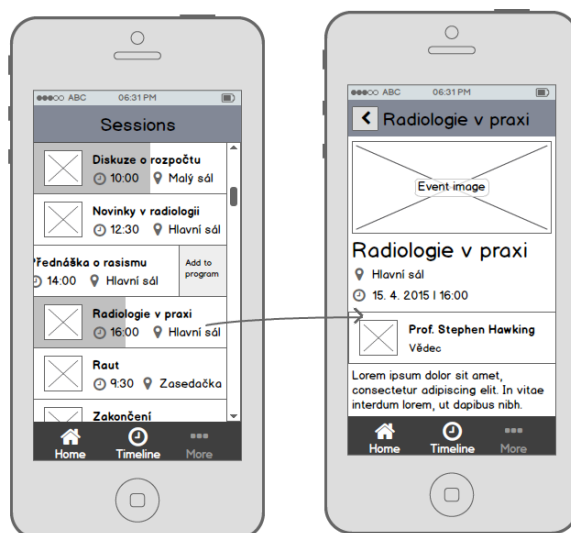 ABC 06:31 PM
Sessions
Diskuze o rozpočtu
10:00 Malý sál
Novinky v radiologii
12:30 Hlavní sál
Přednáška o rasismu
14:00 Hlavní sál
Add to
program
Radiologie v praxi
16:00 Hlavní sál
Raut
9:30 Zasedačka
Zakončení
Home Timeline More
ABC 06:31 PM
Radiologie v praxi
Event image
Radiologie v praxi
Hlavní sál
15. 4. 2015 | 16:00
Prof. Stephen Hawking
Vědec
Lorem ipsum dolor sit amet,
consectetur adipiscing elit. In vitae
interdum lorem, ut dapibus nibh.
Home Timeline More